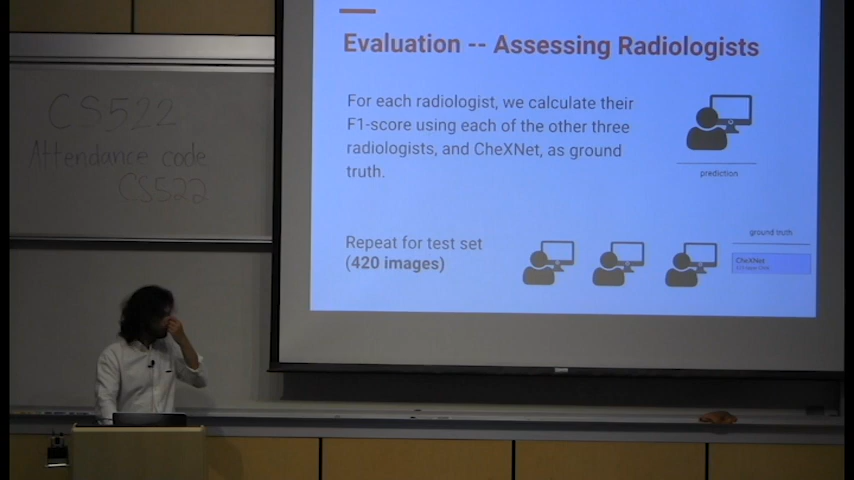 CS522
Attendance code
CS522
Evaluation -- Assessing Radiologists
For each radiologist, we calculate their
F1-score using each of the other three
radiologists, and CheXNet, as ground
truth.
prediction
Repeat for test set
(420 images)
ground truth
CheXNet